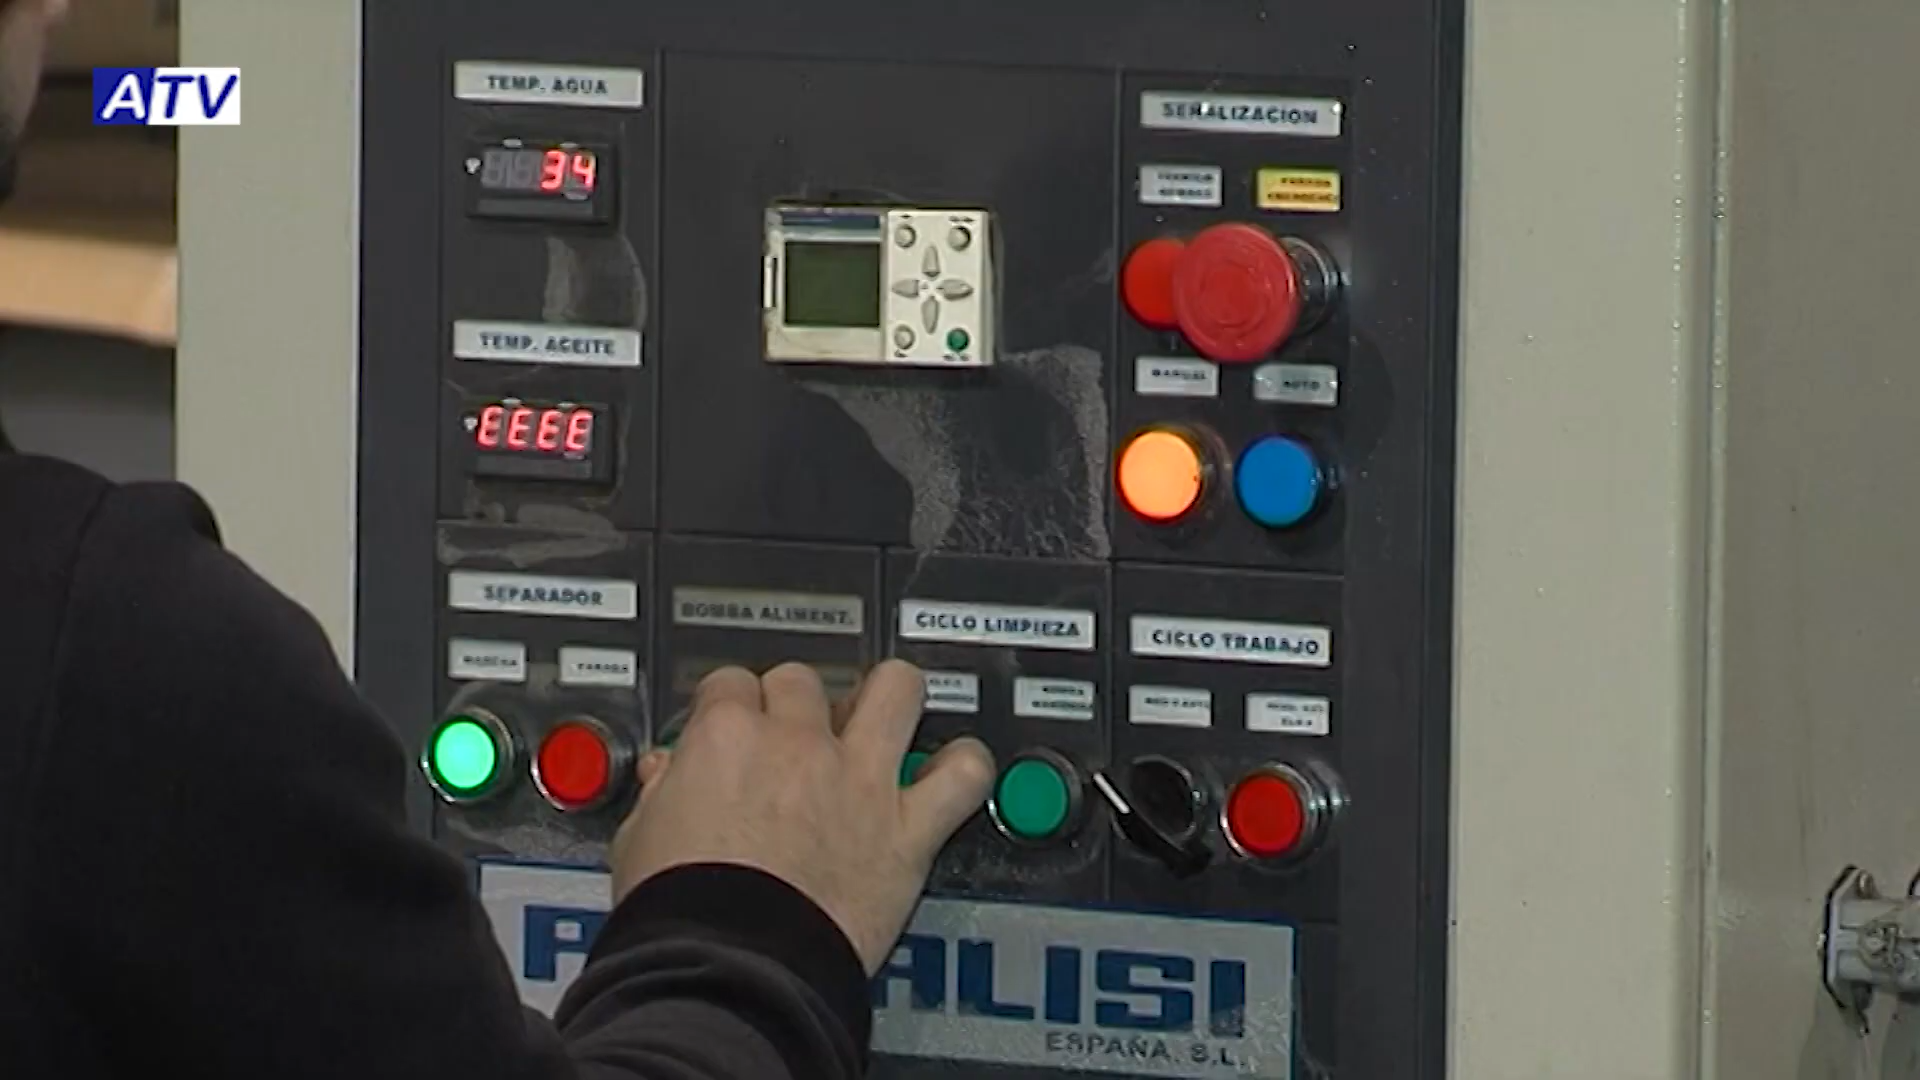 ATV
TEMP. AGUA
34
TEMP. ACEITE
EEEE
SEÑALIZACION
MANUAL
AUTO
SEPARADOR
MARCHA
PARADA
BOMBA ALIMENT.
CICLO LIMPIEZA
CICLO TRABAJO
ALISI
ESPAÑA, S.L.